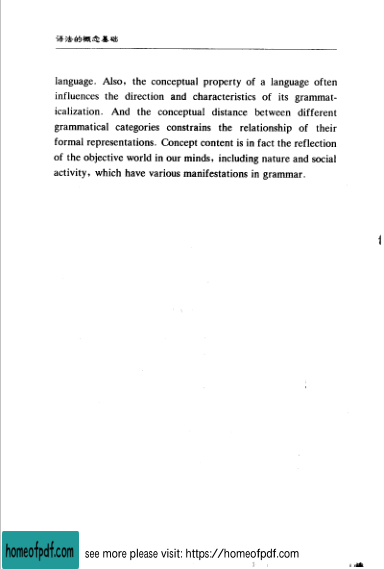 语法的概念基础
language. Also, the conceptual property of a language often
influences the direction and characteristics of its grammat-
icalization. And the conceptual distance between different
grammatical categories constrains the relationship of their
formal representations. Concept content is in fact the reflection
of the objective world in our minds, including nature and social
activity, which have various manifestations in grammar.
homeofpdf.com
see more please visit: https://homeofpdf.com